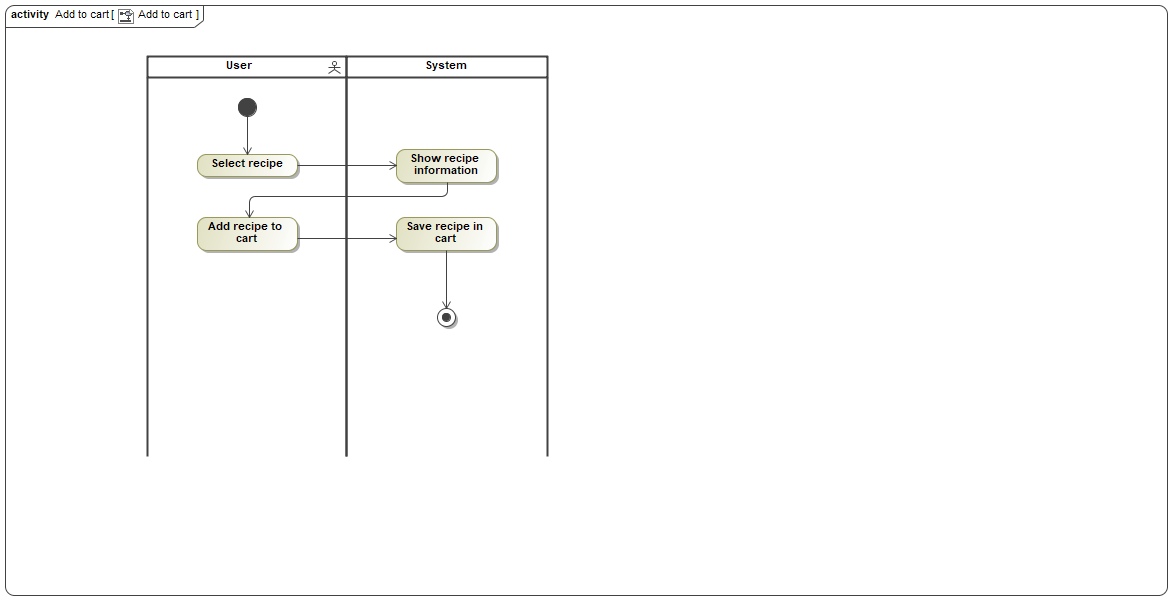 activity Add to cart [ Add to cart ]
User
System
Select recipe
Show recipe
information
Add recipe to
cart
Save recipe in
cart